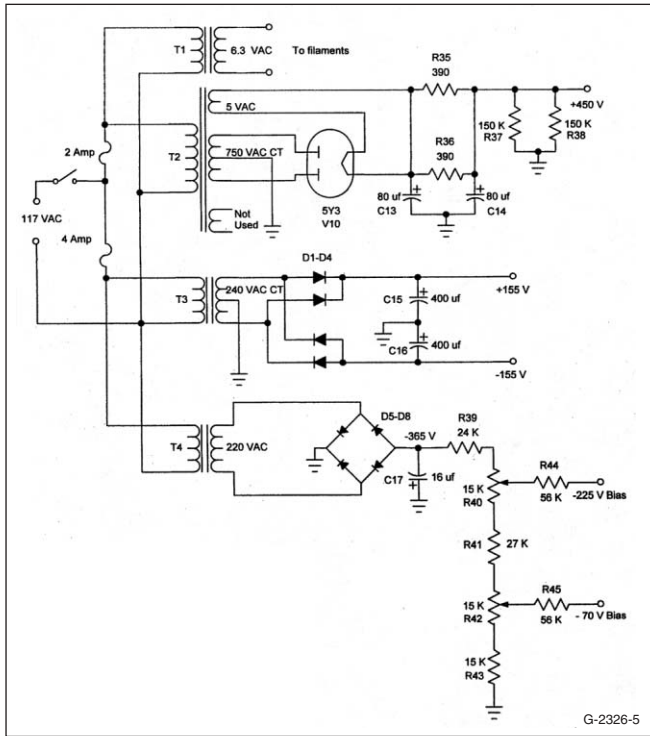 T1
6.3 VAC
To filaments
R35
390
+450 V
5 VAC
150 K
R37
150 K
R38
R36
390
2 Amp
T2
750 VAC CT
80 uf
C13
80 uf
C14
117 VAC
Not
Used
5Y3
V10
4 Amp
D1-D4
T3
240 VAC CT
+155 V
C15
400 uf
C16
400 uf
-155 V
D5-D8
R39
24 K
-365 V
T4
220 VAC
R44
56 K
-225 V Bias
C17
16 uf
15 K
R40
R41
27 K
R45
56 K
- 70 V Bias
15 K
R42
15 K
R43
G-2326-5